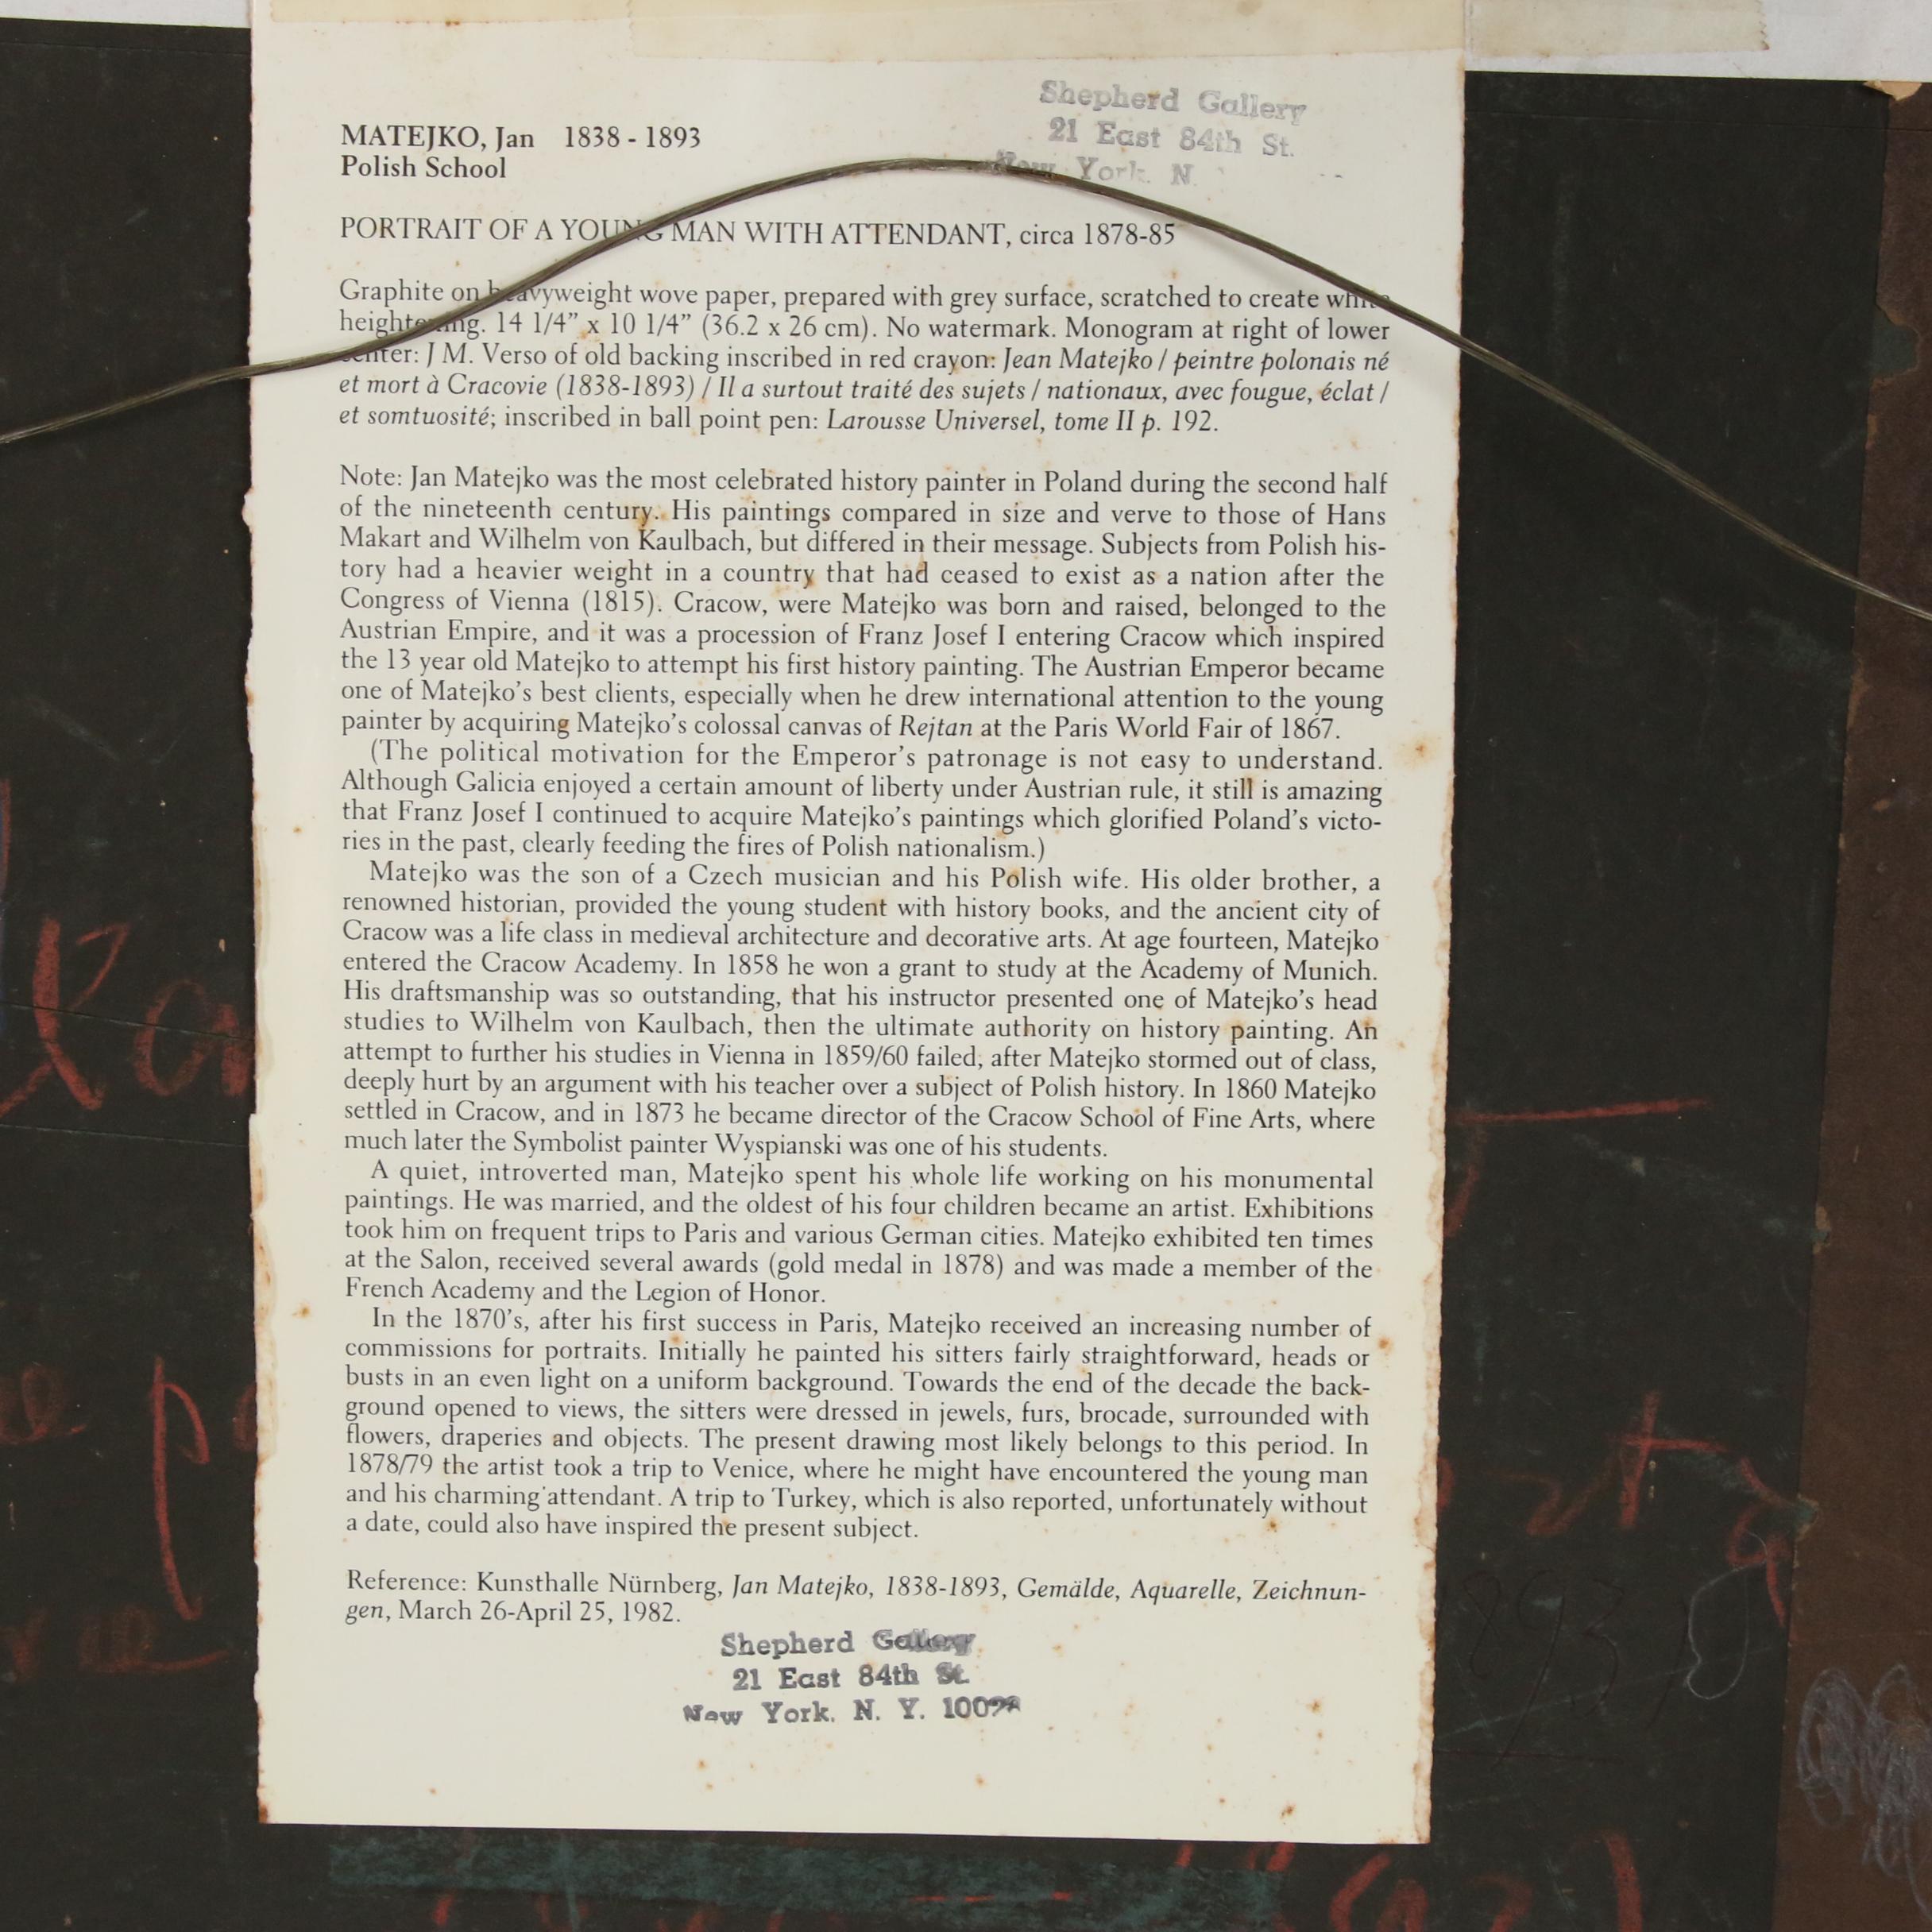 Shepherd Gallery
21 East 84th St.
New York. N.
MATEJKO, Jan 1838 - 1893
Polish School
PORTRAIT OF A YOUNG MAN WITH ATTENDANT, circa 1878-85
Graphite on heavyweight wove paper, prepared with grey surface, scratched to create white
heightening. 14 1/4” x 10 1/4” (36.2 x 26 cm). No watermark. Monogram at right of lower
center: J M. Verso of old backing inscribed in red crayon: Jean Matejko / peintre polonais né
et mort à Cracovie (1838-1893) / Il a surtout traité des sujets / nationaux, avec fougue, éclat /
et somtuosité; inscribed in ball point pen: Larousse Universel, tome II p. 192.
Note: Jan Matejko was the most celebrated history painter in Poland during the second half
of the nineteenth century. His paintings compared in size and verve to those of Hans
Makart and Wilhelm von Kaulbach, but differed in their message. Subjects from Polish his-
tory had a heavier weight in a country that had ceased to exist as a nation after the
Congress of Vienna (1815). Cracow, were Matejko was born and raised, belonged to the
Austrian Empire, and it was a procession of Franz Josef I entering Cracow which inspired
the 13 year old Matejko to attempt his first history painting. The Austrian Emperor became
one of Matejko’s best clients, especially when he drew international attention to the young
painter by acquiring Matejko’s colossal canvas of Rejtan at the Paris World Fair of 1867.
(The political motivation for the Emperor’s patronage is not easy to understand.
Although Galicia enjoyed a certain amount of liberty under Austrian rule, it still is amazing
that Franz Josef I continued to acquire Matejko’s paintings which glorified Poland’s victo-
ries in the past, clearly feeding the fires of Polish nationalism.)
Matejko was the son of a Czech musician and his Polish wife. His older brother, a
renowned historian, provided the young student with history books, and the ancient city of
Cracow was a life class in medieval architecture and decorative arts. At age fourteen, Matejko
entered the Cracow Academy. In 1858 he won a grant to study at the Academy of Munich.
His draftsmanship was so outstanding, that his instructor presented one of Matejko’s head
studies to Wilhelm von Kaulbach, then the ultimate authority on history painting. An
attempt to further his studies in Vienna in 1859/60 failed, after Matejko stormed out of class,
deeply hurt by an argument with his teacher over a subject of Polish history. In 1860 Matejko
settled in Cracow, and in 1873 he became director of the Cracow School of Fine Arts, where
much later the Symbolist painter Wyspianski was one of his students.
A quiet, introverted man, Matejko spent his whole life working on his monumental
paintings. He was married, and the oldest of his four children became an artist. Exhibitions
took him on frequent trips to Paris and various German cities. Matejko exhibited ten times
at the Salon, received several awards (gold medal in 1878) and was made a member of the
French Academy and the Legion of Honor.
In the 1870’s, after his first success in Paris, Matejko received an increasing number of
commissions for portraits. Initially he painted his sitters fairly straightforward, heads or
busts in an even light on a uniform background. Towards the end of the decade the back-
ground opened to views, the sitters were dressed in jewels, furs, brocade, surrounded with
flowers, draperies and objects. The present drawing most likely belongs to this period. In
1878/79 the artist took a trip to Venice, where he might have encountered the young man
and his charming attendant. A trip to Turkey, which is also reported, unfortunately without
a date, could also have inspired the present subject.
Reference: Kunsthalle Nürnberg, Jan Matejko, 1838-1893, Gemälde, Aquarelle, Zeichnun-
gen, March 26-April 25, 1982.
Shepherd Gallery
21 East 84th St.
New York. N. Y.